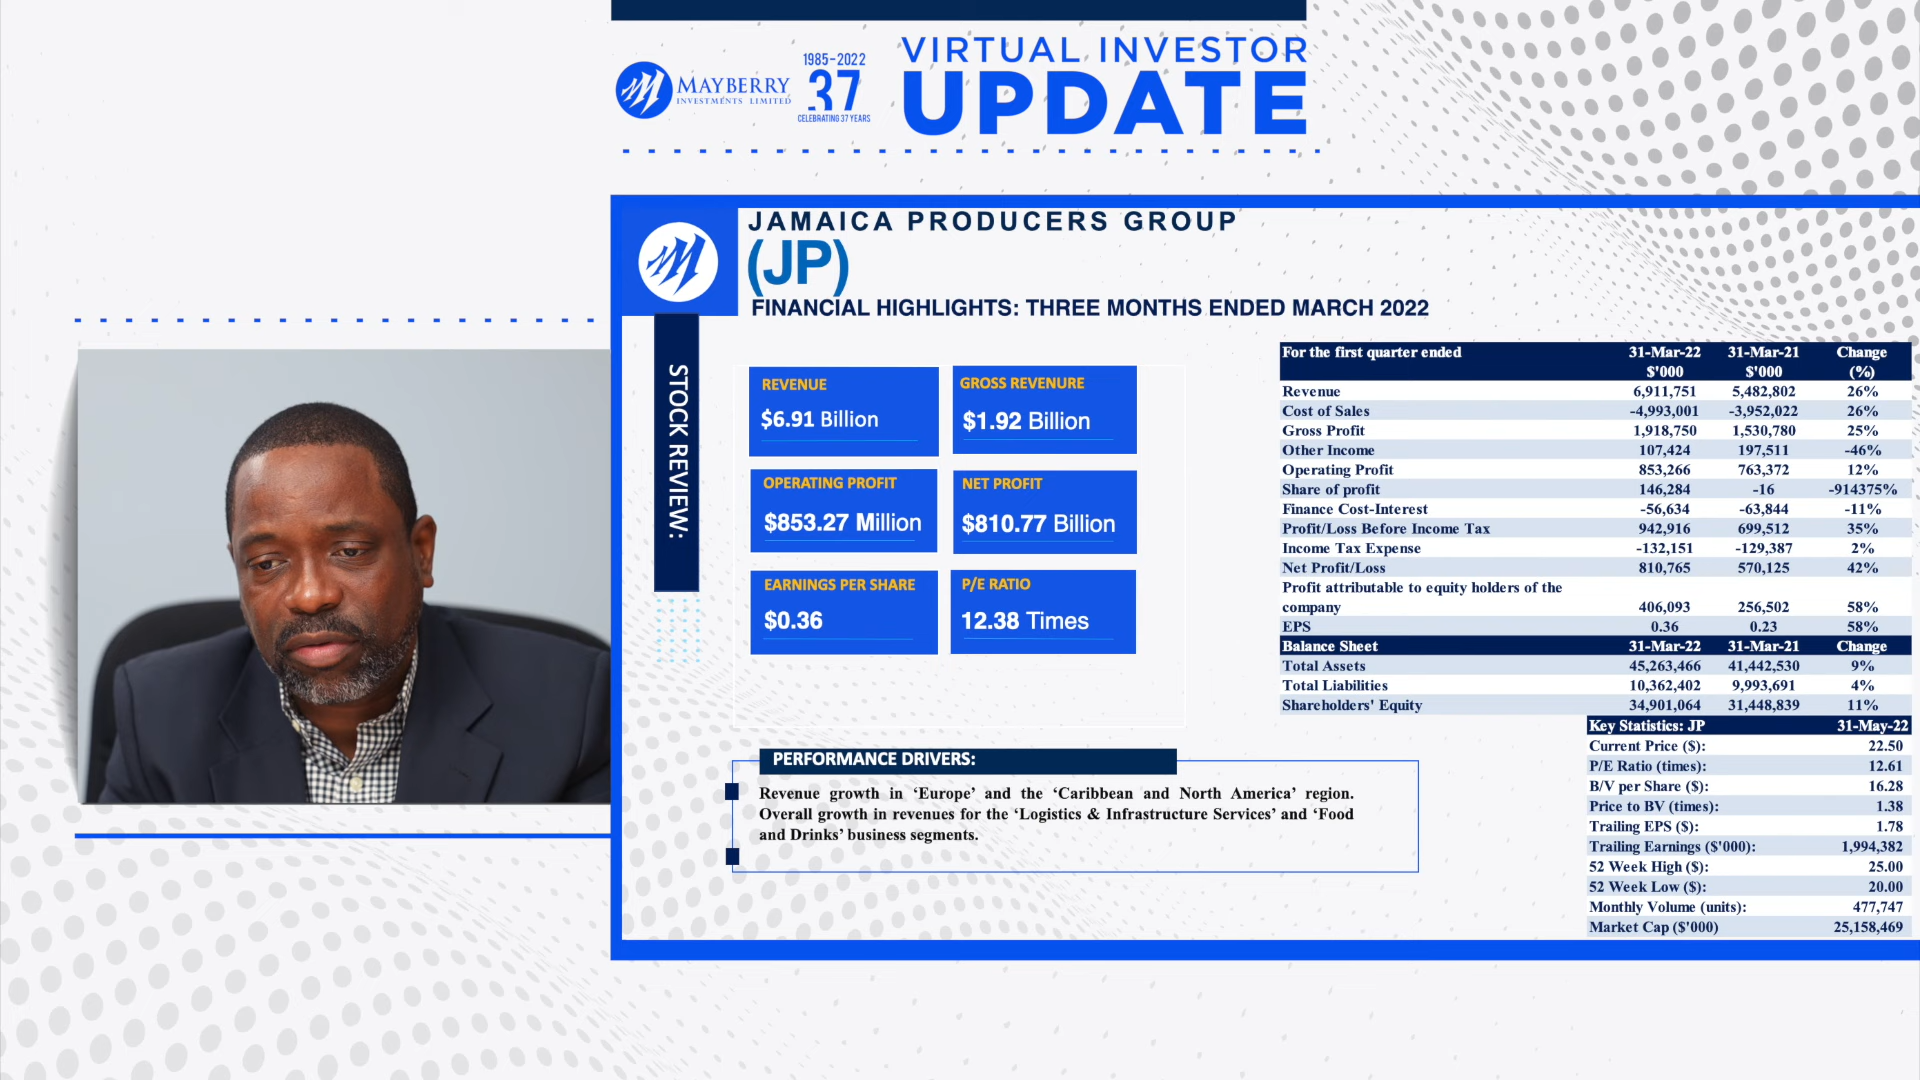 MAYBERRY
INVESTMENTS LIMITED
1985-2022
37
CELEBRATING 37 YEARS
VIRTUAL INVESTOR
UPDATE
JAMAICA PRODUCERS GROUP
(JP)
FINANCIAL HIGHLIGHTS: THREE MONTHS ENDED MARCH 2022
STOCK REVIEW:
REVENUE
$6.91 Billion
GROSS REVENURE
$1.92 Billion
OPERATING PROFIT
$853.27 Million
NET PROFIT
$810.77 Billion
EARNINGS PER SHARE
$0.36
P/E RATIO
12.38 Times
For the first quarter ended 31-Mar-22 31-Mar-21 Change
$'000 $'000 (%)
Revenue 6,911,751 5,482,802 26%
Cost of Sales -4,993,001 -3,952,022 26%
Gross Profit 1,918,750 1,530,780 25%
Other Income 107,424 197,511 -46%
Operating Profit 853,266 763,372 12%
Share of profit 146,284 -16 -914375%
Finance Cost-Interest -56,634 -63,844 -11%
Profit/Loss Before Income Tax 942,916 699,512 35%
Income Tax Expense -132,151 -129,387 2%
Net Profit/Loss 810,765 570,125 42%
Profit attributable to equity holders of the
company 406,093 256,502 58%
EPS 0.36 0.23 58%
Balance Sheet 31-Mar-22 31-Mar-21 Change
Total Assets 45,263,466 41,442,530 9%
Total Liabilities 10,362,402 9,993,691 4%
Shareholders' Equity 34,901,064 31,448,839 11%
Key Statistics: JP 31-May-22
Current Price ($): 22.50
P/E Ratio (times): 12.61
B/V per Share ($): 16.28
Price to BV (times): 1.38
Trailing EPS ($): 1.78
Trailing Earnings ($'000): 1,994,382
52 Week High ($): 25.00
52 Week Low ($): 20.00
Monthly Volume (units): 477,747
Market Cap ($'000) 25,158,469
PERFORMANCE DRIVERS:
Revenue growth in ‘Europe’ and the ‘Caribbean and North America’ region.
Overall growth in revenues for the ‘Logistics & Infrastructure Services’ and ‘Food
and Drinks’ business segments.